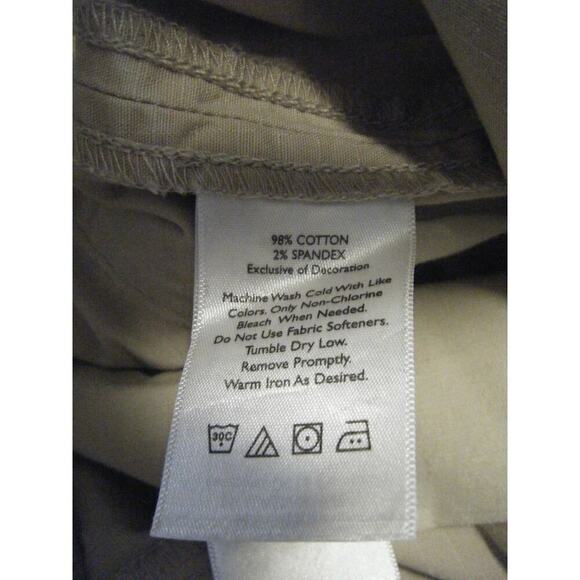 98% COTTON
2% SPANDEX
Exclusive of Decoration
Machine Wash Cold With Like
Colors. Only Non-Chlorine
Bleach When Needed.
Do Not Use Fabric Softeners.
Tumble Dry Low.
Remove Promptly.
Warm Iron As Desired.
30C